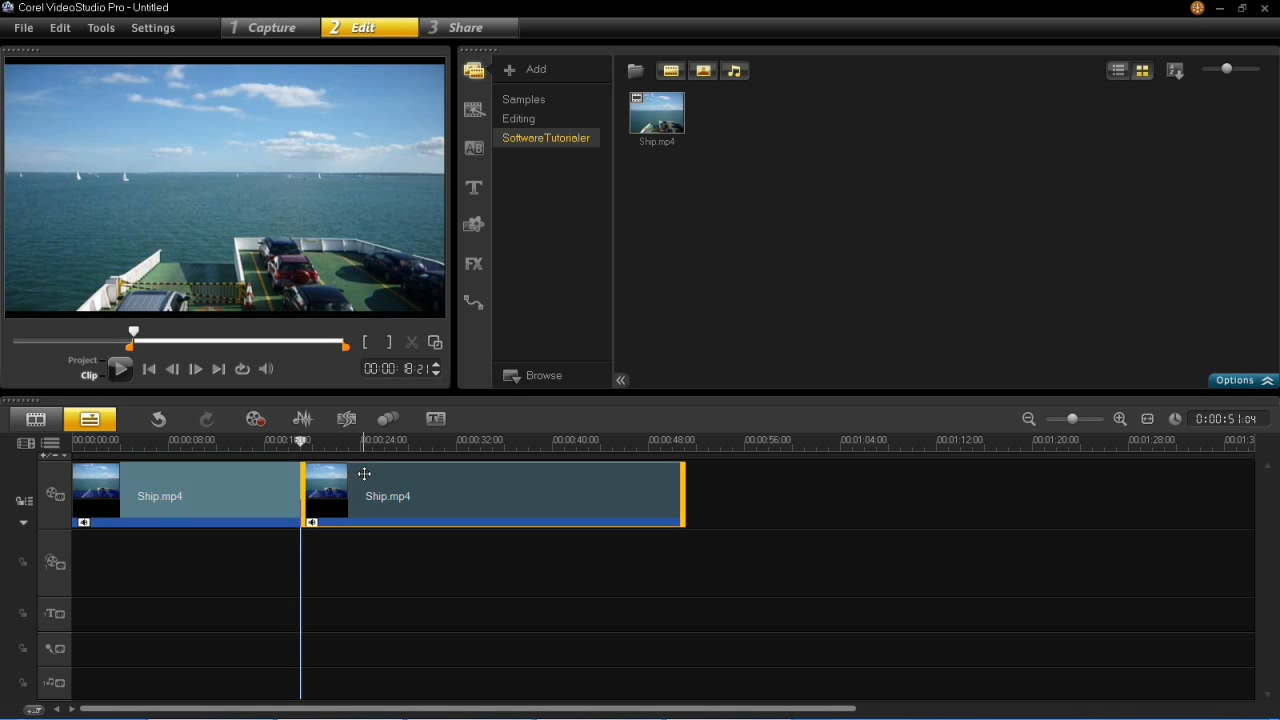 Corel VideoStudio Pro - Untitled
File Edit Tools Settings 1 Capture 2 Edit 3 Share
Add
Samples
Editing
SoftwareTutorialer
Ship.mp4
Project
Clip
00:00:18:21
Browse
Options
0:00:51:04
00:00:00:00 00:00:08:00 00:00:24:00 00:00:32:00 00:00:40:00 00:00:48:00 00:00:56:00 00:01:04:00 00:01:12:00 00:01:20:00 00:01:28:00
Ship.mp4 Ship.mp4